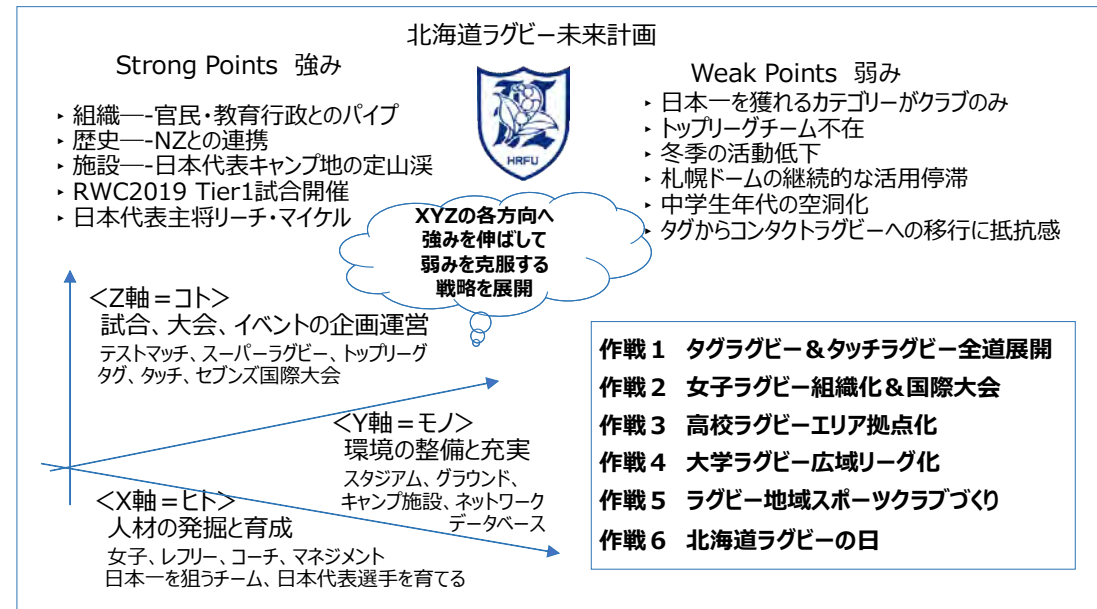 北海道ラグビー未来計画
Strong Points 強み
‣ 組織―-官民・教育行政とのパイプ
‣ 歴史―-NZとの連携
‣ 施設―-日本代表キャンプ地の定山渓
‣ RWC2019 Tier1試合開催
‣ 日本代表主将リーチ・マイケル
HRFU
Weak Points 弱み
‣ 日本一を獲れるカテゴリーがクラブのみ
‣ トップリーグチーム不在
‣ 冬季の活動低下
‣ 札幌ドームの継続的な活用停滞
‣ 中学生年代の空洞化
‣ タグからコンタクトラグビーへの移行に抵抗感
XYZの各方向へ
強みを伸ばして
弱みを克服する
戦略を展開
＜Z軸＝コト＞
試合、大会、イベントの企画運営
テストマッチ、スーパーラグビー、トップリーグ
タグ、タッチ、セブンズ国際大会
＜Y軸＝モノ＞
環境の整備と充実
スタジアム、グラウンド、
キャンプ施設、ネットワーク
データベース
＜X軸＝ヒト＞
人材の発掘と育成
女子、レフリー、コーチ、マネジメント
日本一を狙うチーム、日本代表選手を育てる
作戦１ タグラグビー＆タッチラグビー全道展開
作戦２ 女子ラグビー組織化＆国際大会
作戦３ 高校ラグビーエリア拠点化
作戦４ 大学ラグビー広域リーグ化
作戦５ ラグビー地域スポーツクラブづくり
作戦６ 北海道ラグビーの日